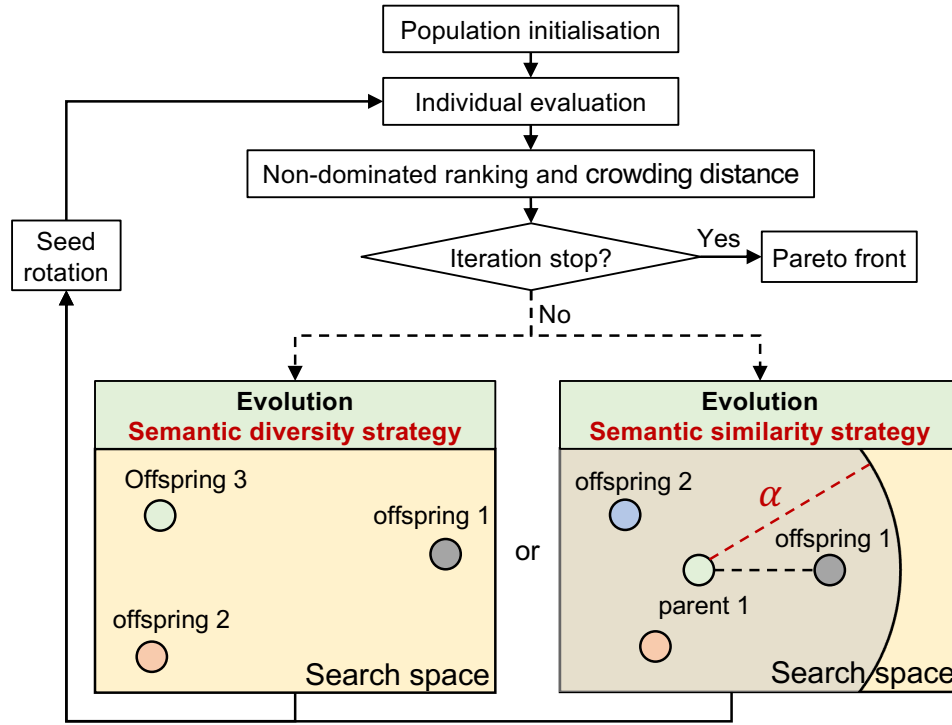 Population initialisation
Individual evaluation
Non-dominated ranking and crowding distance
Seed
rotation
Iteration stop?
Yes
Pareto front
No
Evolution
Semantic diversity strategy
Offspring 3
offspring 1
offspring 2
Search space
or
Evolution
Semantic similarity strategy
offspring 2
α
offspring 1
parent 1
Search space